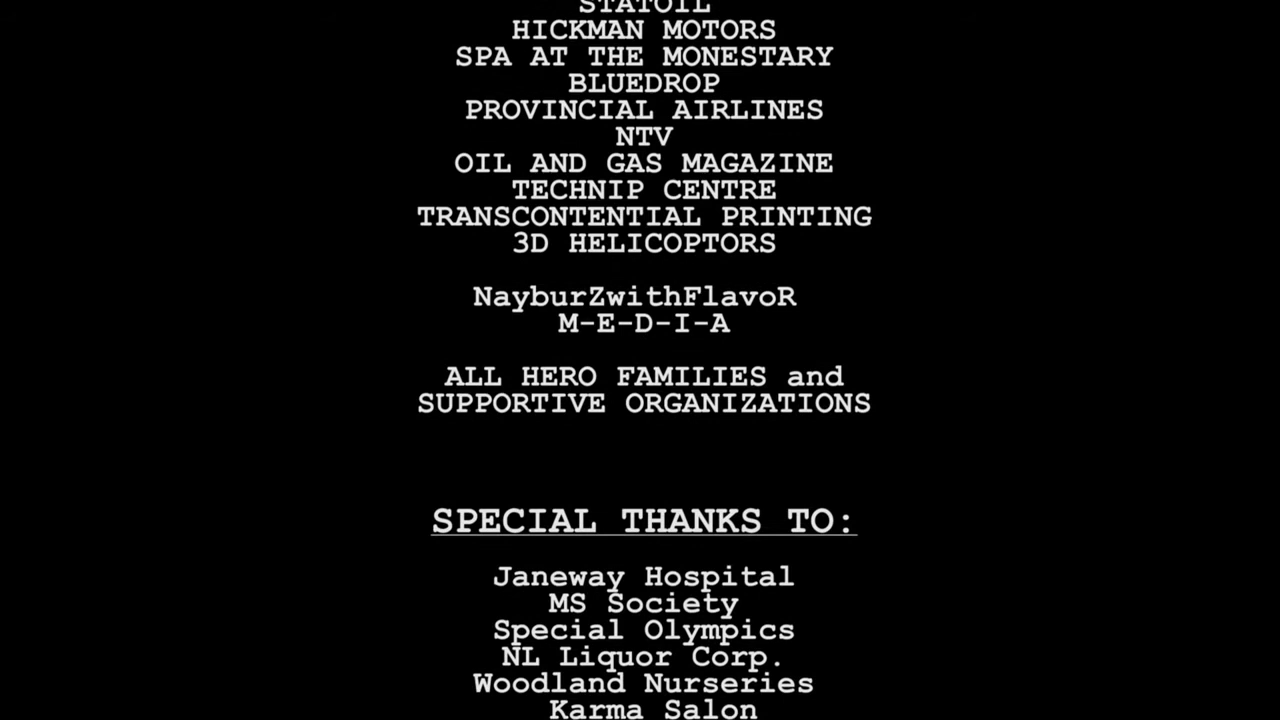 STATOIL
HICKMAN MOTORS
SPA AT THE MONESTARY
BLUEDROP
PROVINCIAL AIRLINES
NTV
OIL AND GAS MAGAZINE
TECHNIP CENTRE
TRANSCONTENTIAL PRINTING
3D HELICOPTORS
NayburZwithFlavoR
M-E-D-I-A
ALL HERO FAMILIES and
SUPPORTIVE ORGANIZATIONS
SPECIAL THANKS TO:
Janeway Hospital
MS Society
Special Olympics
NL Liquor Corp.
Woodland Nurseries
Karma Salon